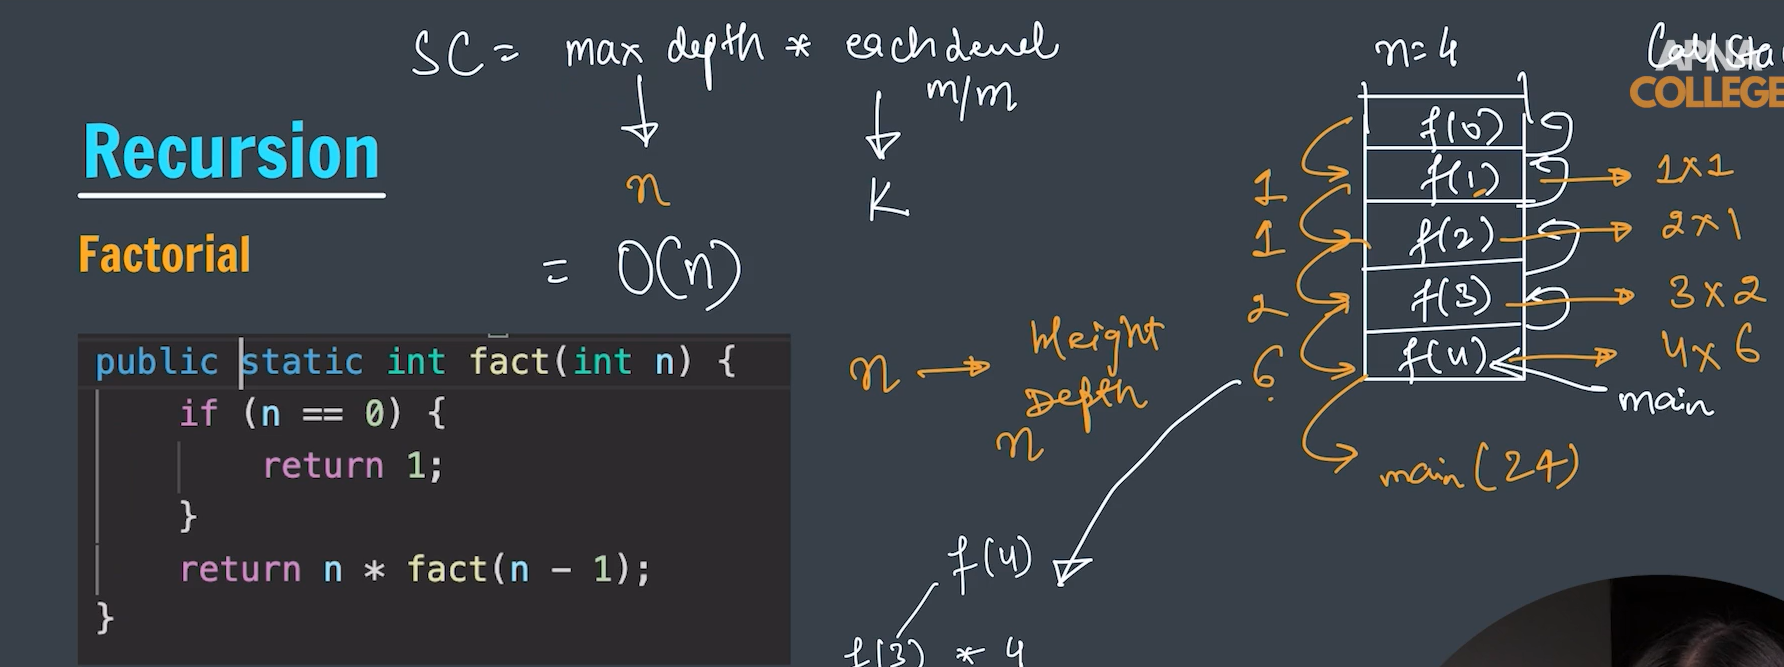 SC = max depth * each level
m/m
n
K
= O(n)
Recursion
Factorial
public static int fact(int n) {
if (n == 0) {
return 1;
}
return n * fact(n - 1);
}
n → Height
Depth
n
f(4)
f(3) * 4
n=4
APNA
COLLEGE
f(0)
1 f(1) → 1x1
1 f(2) → 2x1
2 f(3) → 3x2
6 f(4) → 4x6
main
main (24)